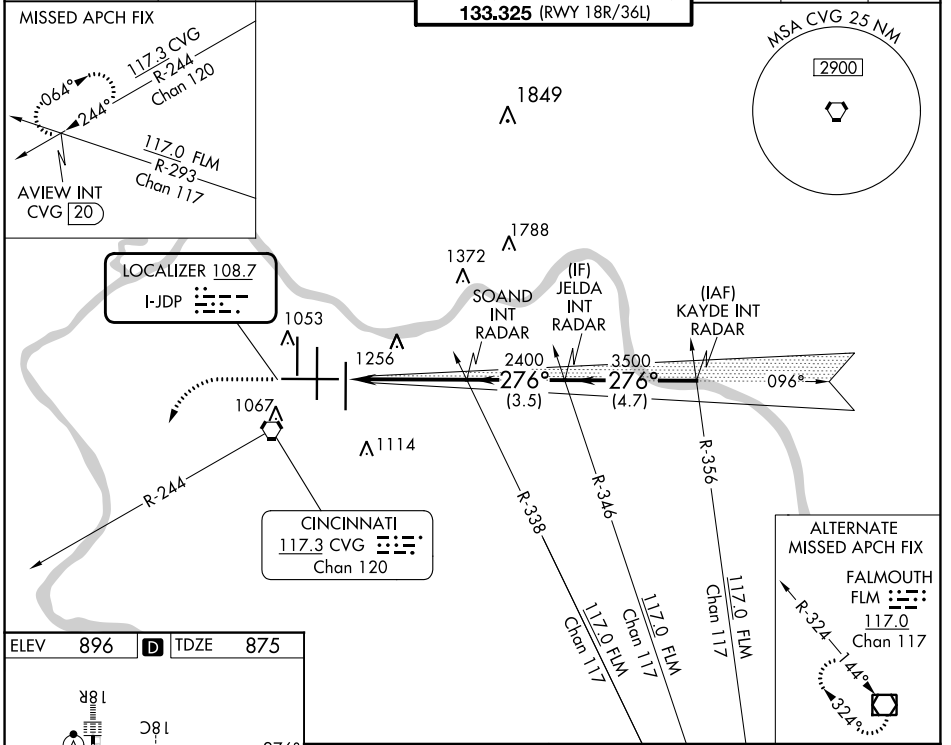 133.325 (RWY 18R/36L)
MISSED APCH FIX
117.3 CVG
R-244
Chan 120
064°
244°
117.0 FLM
R-293
Chan 117
AVIEW INT
CVG 20
MSA CVG 25 NM
2900
1849
1788
1372
LOCALIZER 108.7
I-JDP
1053
1256
SOAND
INT
RADAR
(IF)
JELDA
INT
RADAR
(IAF)
KAYDE INT
RADAR
2400
3500
276°
276°
096°
(3.5)
(4.7)
1067
1114
R-244
R-338
R-346
R-356
CINCINNATI
117.3 CVG
Chan 120
117.0 FLM
Chan 117
117.0 FLM
Chan 117
117.0 FLM
Chan 117
ALTERNATE
MISSED APCH FIX
FALMOUTH
FLM
117.0
Chan 117
R-324
144°
324°
ELEV 896 D TDZE 875
18R
18C
A